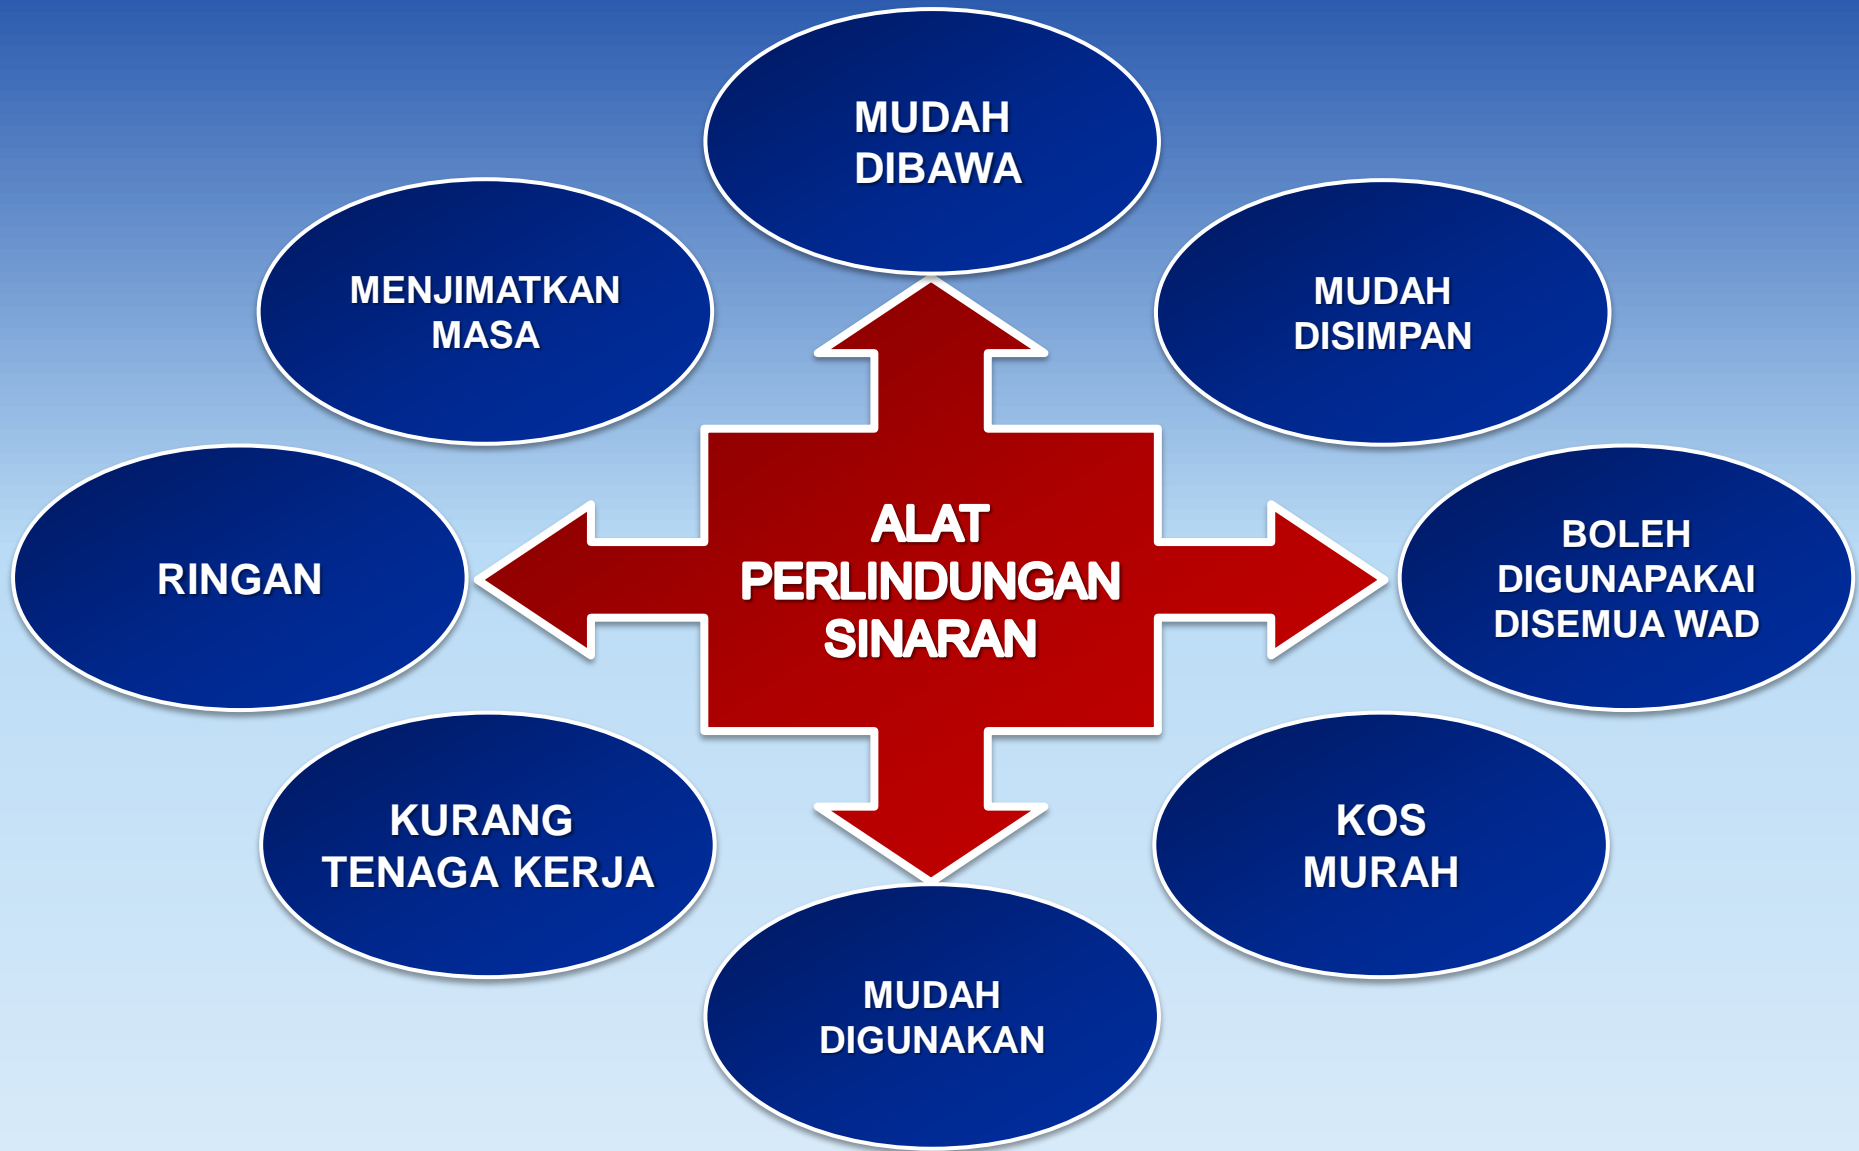 MUDAH
DIBAWA
MENJIMATKAN
MASA
MUDAH
DISIMPAN
RINGAN
ALAT
PERLINDUNGAN
SINARAN
BOLEH
DIGUNAPAKAI
DISEMUA WAD
KURANG
TENAGA KERJA
KOS
MURAH
MUDAH
DIGUNAKAN